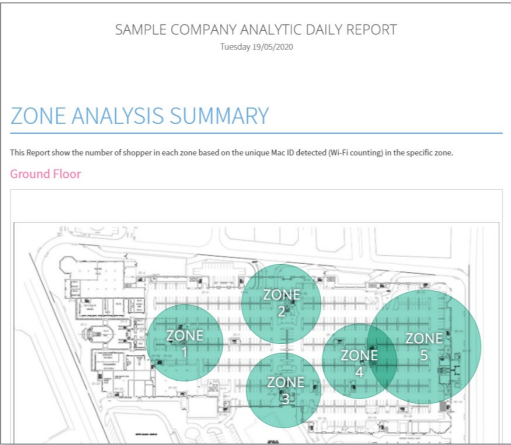 SAMPLE COMPANY ANALYTIC DAILY REPORT
Tuesday 19/05/2020
ZONE ANALYSIS SUMMARY
This Report show the number of shopper in each zone based on the unique Mac ID detected (Wi-Fi counting) in the specific zone.
Ground Floor
ZONE
2
ZONE
1
ZONE
5
ZONE
4
ZONE
3